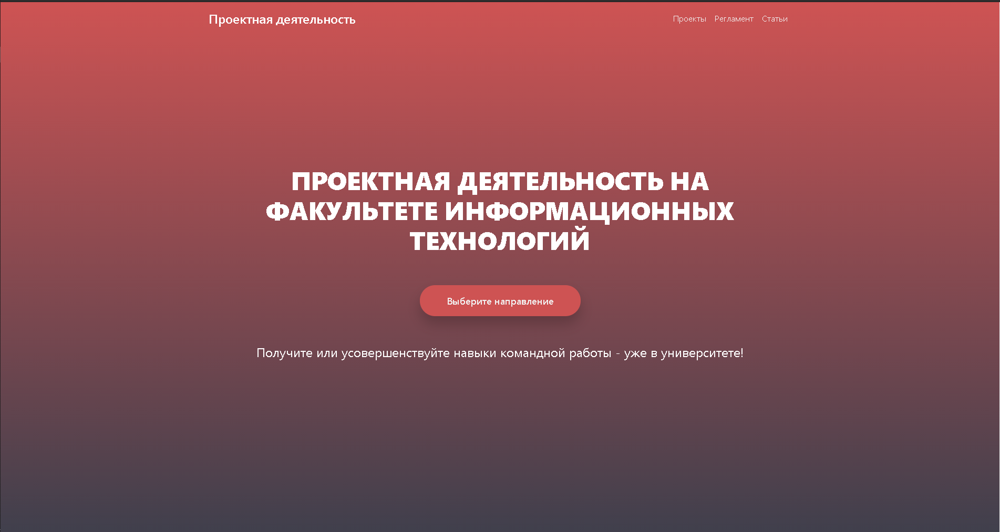 Проектная деятельность
Проекты Регламент Статьи
ПРОЕКТНАЯ ДЕЯТЕЛЬНОСТЬ НА
ФАКУЛЬТЕТЕ ИНФОРМАЦИОННЫХ
ТЕХНОЛОГИЙ
Выберите направление
Получите или усовершенствуйте навыки командной работы - уже в университете!